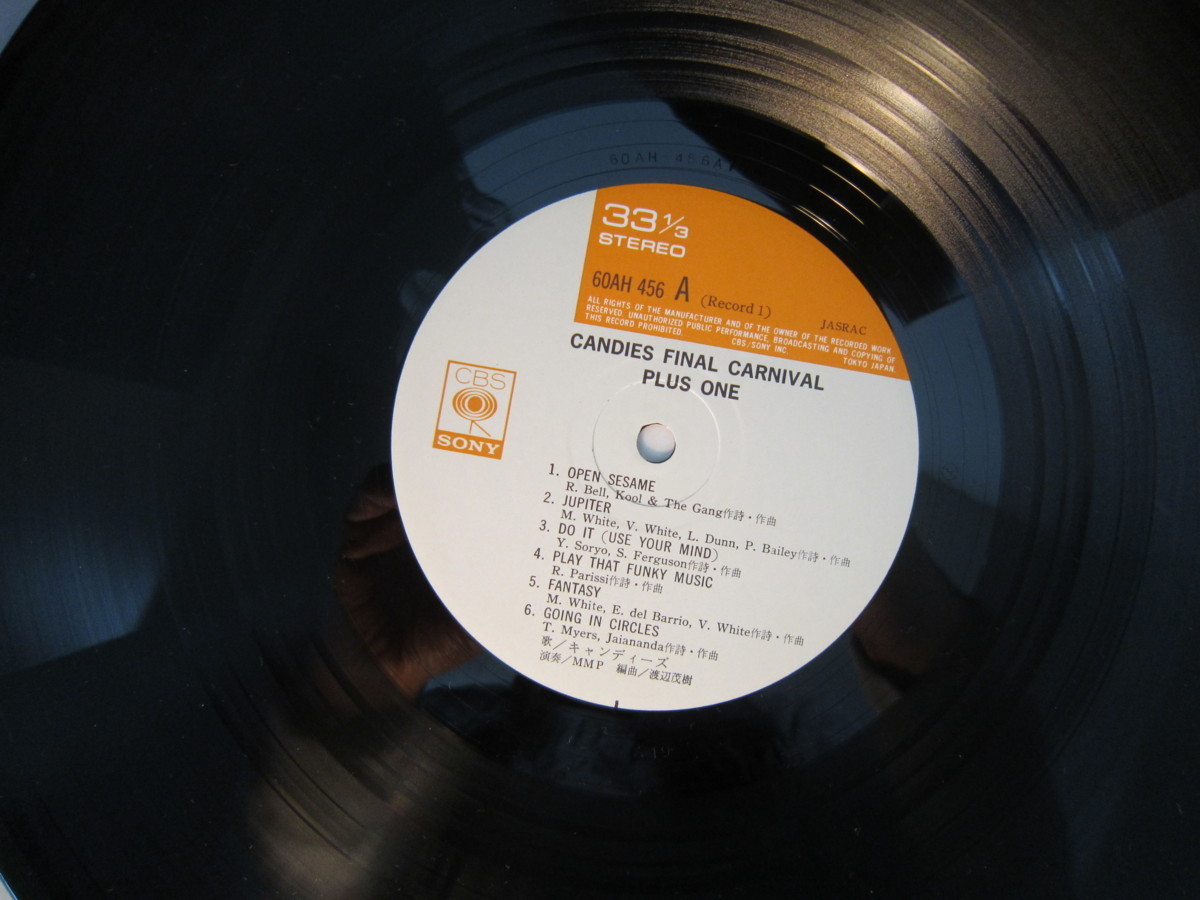 60AH 456A
33 1/3
STEREO
60AH 456 A (Record 1) JASRAC
ALL RIGHTS OF THE MANUFACTURER AND OF THE OWNER OF THE RECORDED WORK
RESERVED. UNAUTHORIZED PUBLIC PERFORMANCE, BROADCASTING AND COPYING OF
THIS RECORD PROHIBITED. CBS/SONY INC. TOKYO JAPAN.
CANDIES FINAL CARNIVAL
PLUS ONE
CBS
SONY
1. OPEN SESAME
R. Bell, Kool & The Gang作詩・作曲
2. JUPITER
M. White, V. White, L. Dunn, P. Bailey作詩・作曲
3. DO IT (USE YOUR MIND)
Y. Soryo, S. Ferguson作詩・作曲
4. PLAY THAT FUNKY MUSIC
R. Parissi作詩・作曲
5. FANTASY
M. White, E. del Barrio, V. White作詩・作曲
6. GOING IN CIRCLES
T. Myers, Jaiananda作詩・作曲
歌／キャンディーズ
演奏／MMP 編曲／渡辺茂樹